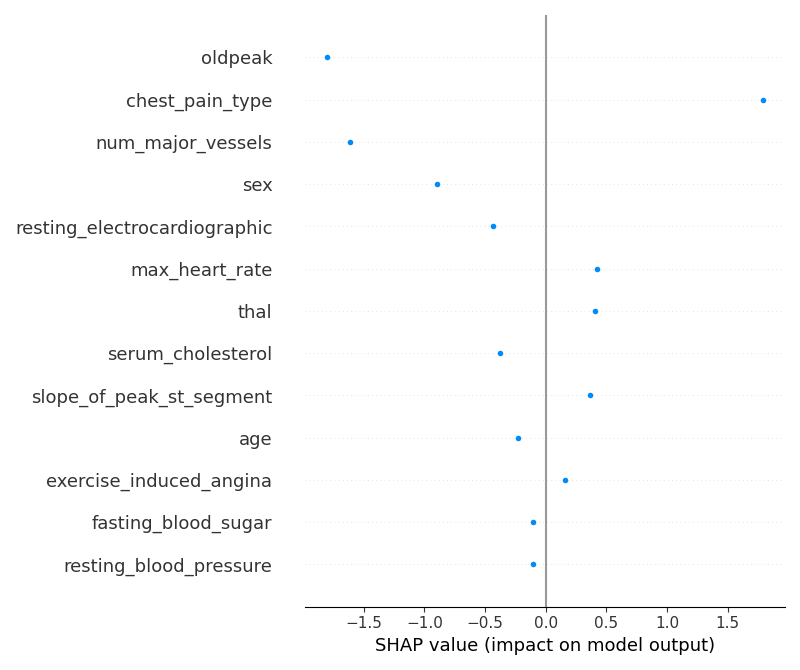 oldpeak
chest_pain_type
num_major_vessels
sex
resting_electrocardiographic
max_heart_rate
thal
serum_cholesterol
slope_of_peak_st_segment
age
exercise_induced_angina
fasting_blood_sugar
resting_blood_pressure
−1.5 −1.0 −0.5 0.0 0.5 1.0 1.5
SHAP value (impact on model output)